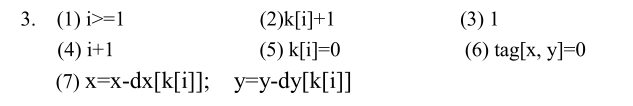 3. (1) i>=1 (2)k[i]+1 (3) 1
(4) i+1 (5) k[i]=0 (6) tag[x, y]=0
(7) x=x-dx[k[i]]; y=y-dy[k[i]]